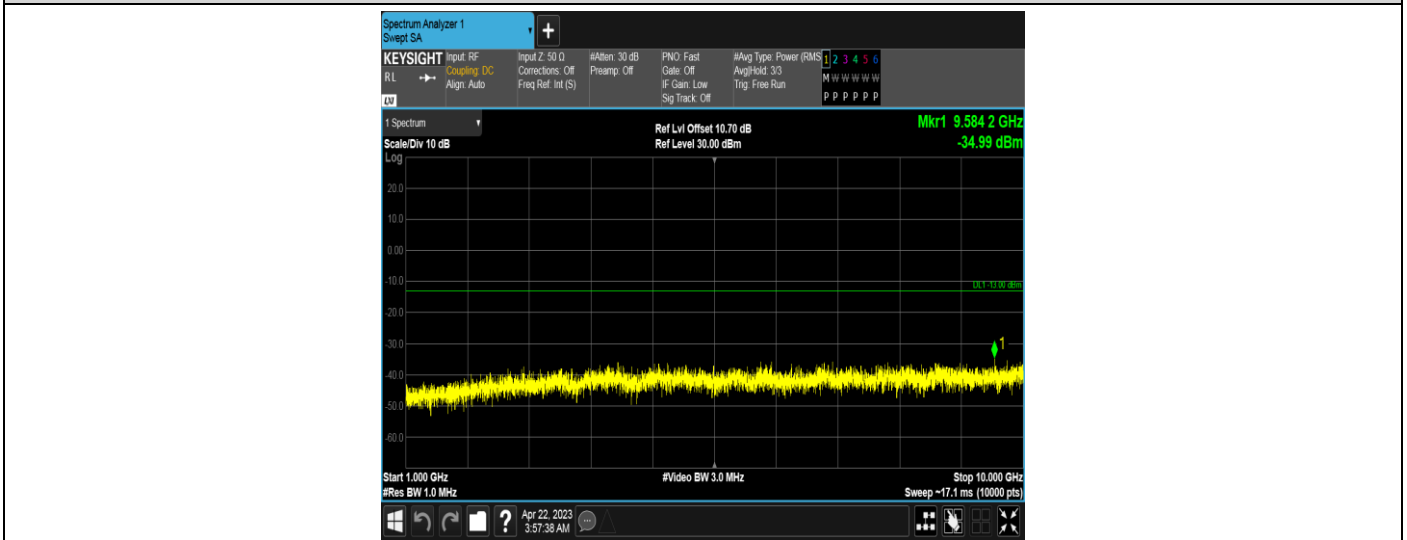 Spectrum Analyzer 1
Swept SA
+
KEYSIGHT Input: RF Input Z: 50 Ω #Atten: 30 dB PNO: Fast #Avg Type: Power (RMS 1 2 3 4 5 6
RL Coupling: DC Corrections: Off Preamp: Off Gate: Off Avg|Hold: 3/3 M W W W W W
Align: Auto Freq Ref: Int (S) IF Gain: Low Trig: Free Run P P P P P P
LXI Sig Track: Off
1 Spectrum Ref Lvl Offset 10.70 dB Mkr1 9.584 2 GHz
Scale/Div 10 dB Ref Level 30.00 dBm -34.99 dBm
Log
20.0
10.0
0.00
-10.0
DL1 -13.00 dBm
-20.0
-30.0
1
-40.0
-50.0
-60.0
Start 1.000 GHz #Video BW 3.0 MHz Stop 10.000 GHz
#Res BW 1.0 MHz Sweep ~17.1 ms (10000 pts)
? Apr 22, 2023
3:57:38 AM